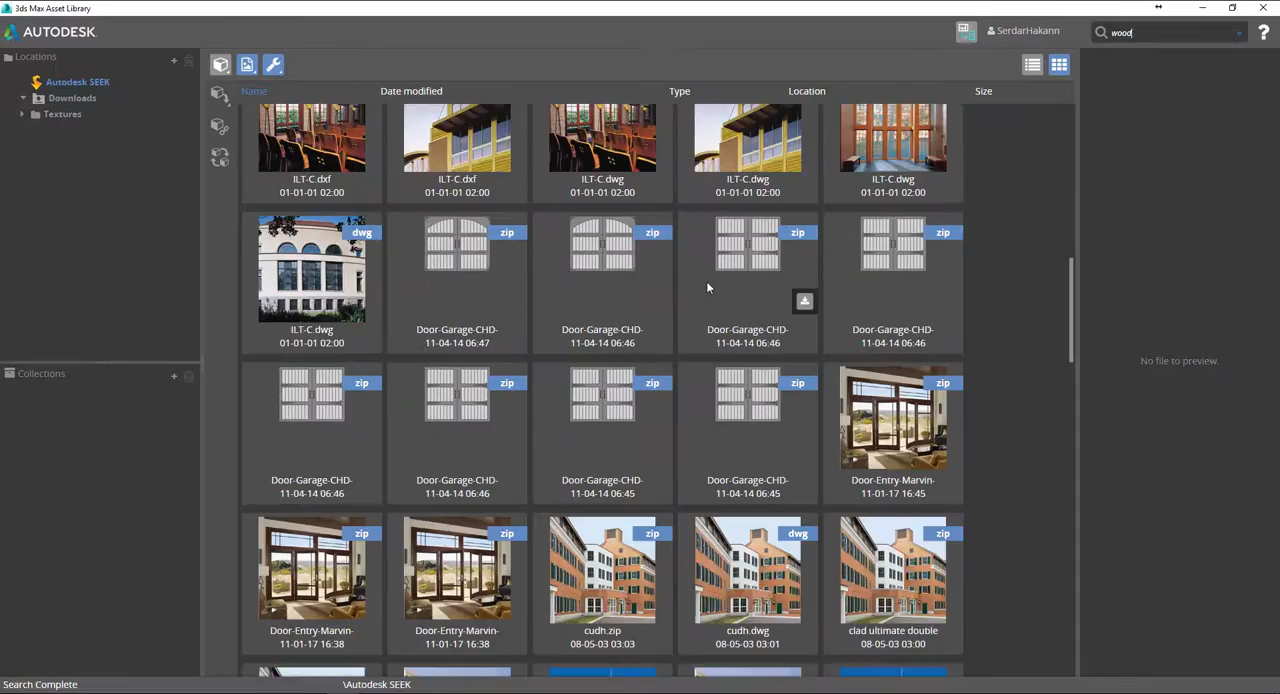 3ds Max Asset Library
AUTODESK.
SerdarHakann
wood
?
Locations
Autodesk SEEK
Downloads
Textures
Name Date modified Type Location Size
ILT-C.dxf ILT-C.dxf ILT-C.dwg ILT-C.dwg ILT-C.dwg
01-01-01 02:00 01-01-01 02:00 01-01-01 02:00 01-01-01 02:00 01-01-01 02:00
dwg zip zip zip zip
ILT-C.dwg Door-Garage-CHD- Door-Garage-CHD- Door-Garage-CHD- Door-Garage-CHD-
01-01-01 02:00 11-04-14 06:47 11-04-14 06:46 11-04-14 06:46 11-04-14 06:46
zip zip zip zip zip
Door-Garage-CHD- Door-Garage-CHD- Door-Garage-CHD- Door-Garage-CHD- Door-Entry-Marvin-
11-04-14 06:46 11-04-14 06:46 11-04-14 06:45 11-04-14 06:45 11-01-17 16:45
zip zip zip dwg zip
Door-Entry-Marvin- Door-Entry-Marvin- cudh.zip cudh.dwg clad ultimate double
11-01-17 16:38 11-01-17 16:38 08-05-03 03:03 08-05-03 03:01 08-05-03 03:00
Collections
No file to preview.
Search Complete \Autodesk SEEK